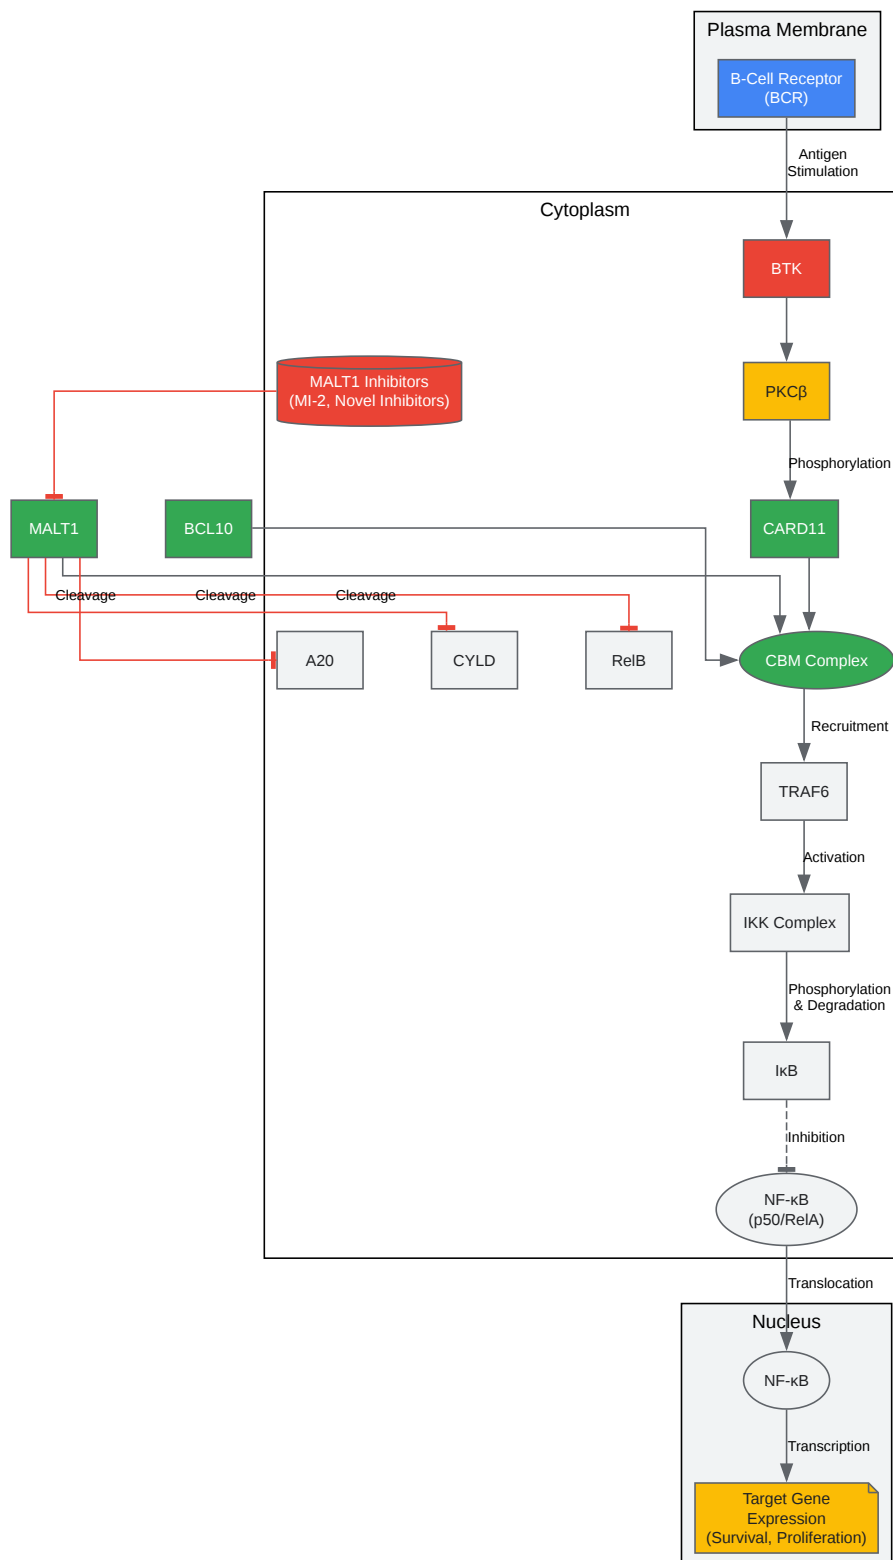 Plasma Membrane
B-Cell Receptor
(BCR)
Antigen
Stimulation
Cytoplasm
BTK
MALT1 Inhibitors
(MI-2, Novel Inhibitors)
PKCβ
Phosphorylation
MALT1
BCL10
CARD11
Cleavage
Cleavage
Cleavage
A20
CYLD
RelB
CBM Complex
Recruitment
TRAF6
Activation
IKK Complex
Phosphorylation
& Degradation
IκB
Inhibition
NF-κB
(p50/RelA)
Translocation
Nucleus
NF-κB
Transcription
Target Gene
Expression
(Survival, Proliferation)